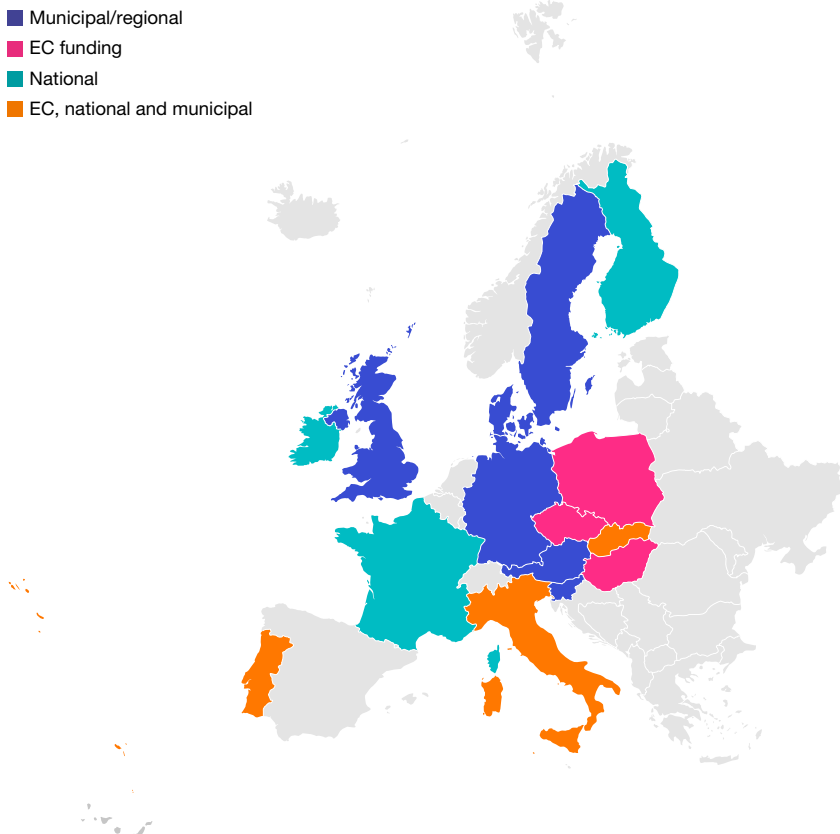 Municipal/regional
EC funding
National
EC, national and municipal